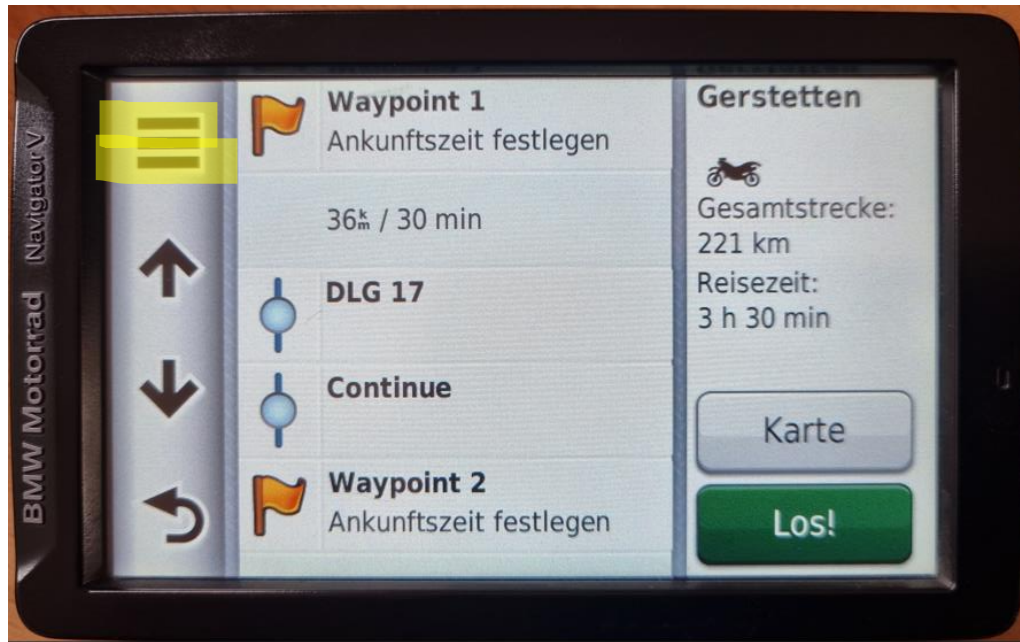 BMW Motorrad Navigator V
Waypoint 1
Ankunftszeit festlegen
36 km / 30 min
DLG 17
Continue
Waypoint 2
Ankunftszeit festlegen
Gerstetten
Gesamtstrecke:
221 km
Reisezeit:
3 h 30 min
Karte
Los!